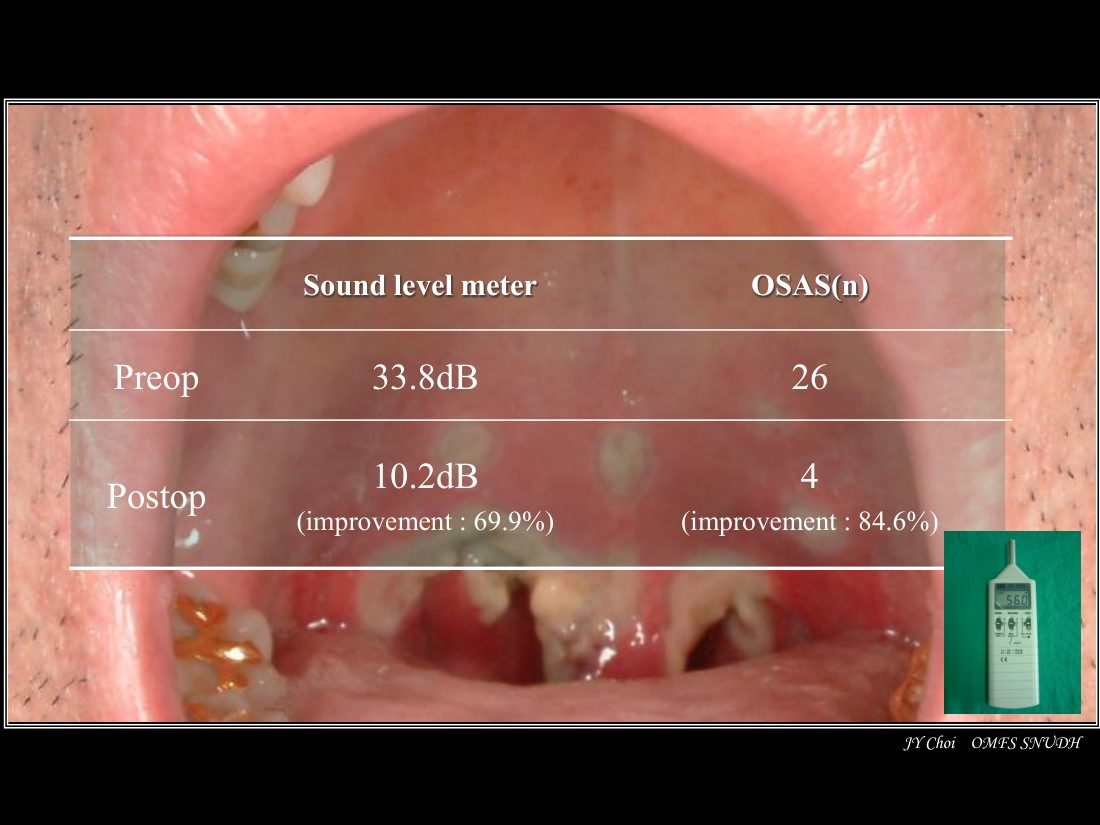 Sound level meter OSAS(n)
Preop 33.8dB 26
Postop 10.2dB 4
(improvement : 69.9%) (improvement : 84.6%)
560
JY Choi OMFS SNUDH